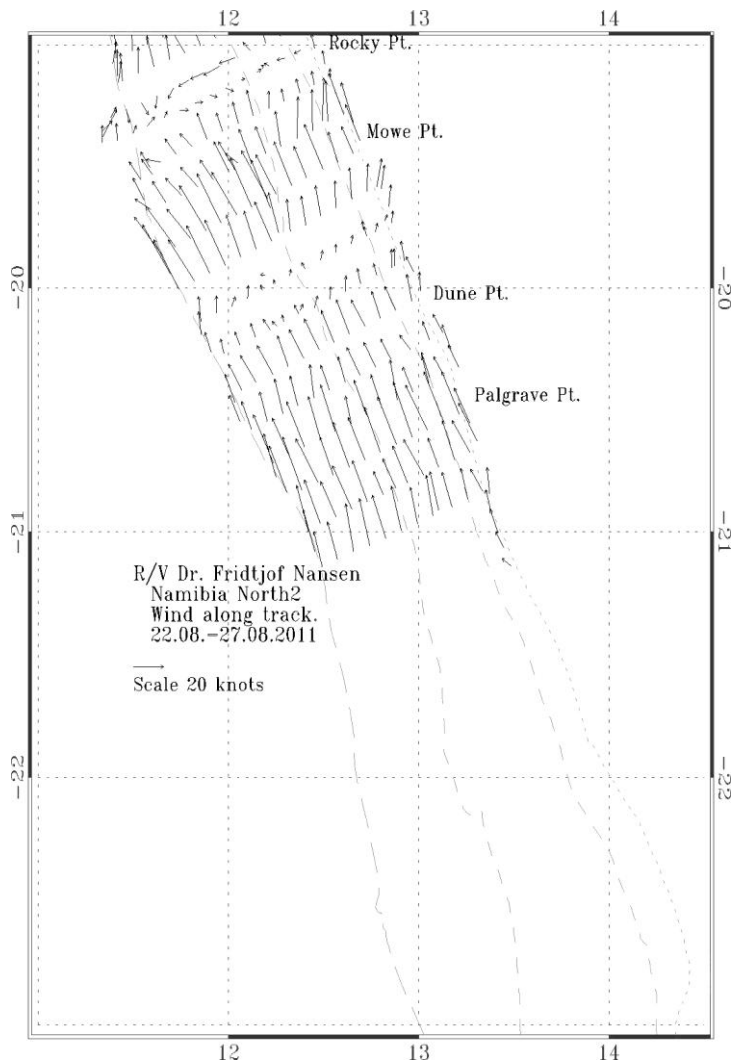 12 13 14
Rocky Pt.
Mowe Pt.
-20 -20
Dune Pt.
Palgrave Pt.
-21 -21
R/V Dr. Fridtjof Nansen
Namibia North2
Wind along track.
22.08.-27.08.2011
Scale 20 knots
-22 -22
12 13 14